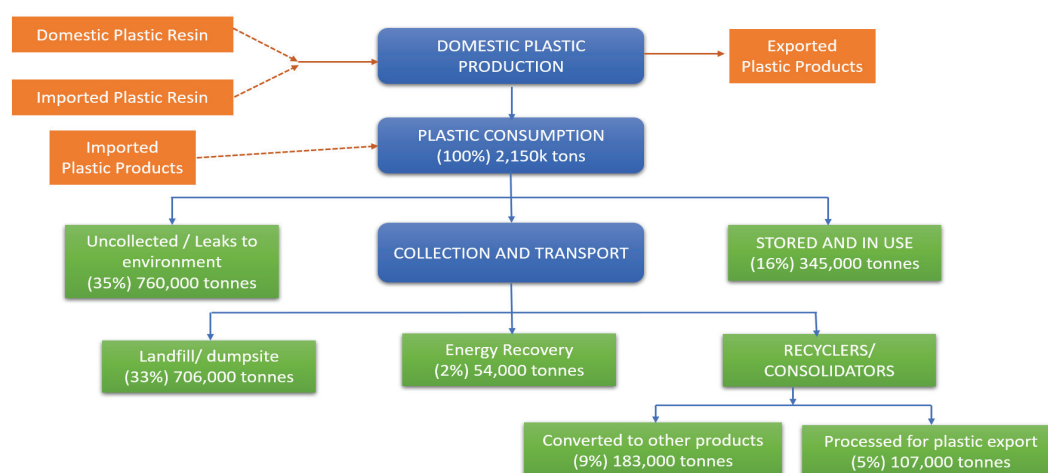 Domestic Plastic Resin
DOMESTIC PLASTIC
PRODUCTION
Exported
Plastic Products
Imported Plastic Resin
Imported
Plastic Products
PLASTIC CONSUMPTION
(100%) 2,150k tons
Uncollected / Leaks to
environment
(35%) 760,000 tonnes
COLLECTION AND TRANSPORT
STORED AND IN USE
(16%) 345,000 tonnes
Landfill/ dumpsite
(33%) 706,000 tonnes
Energy Recovery
(2%) 54,000 tonnes
RECYCLERS/
CONSOLIDATORS
Converted to other products
(9%) 183,000 tonnes
Processed for plastic export
(5%) 107,000 tonnes